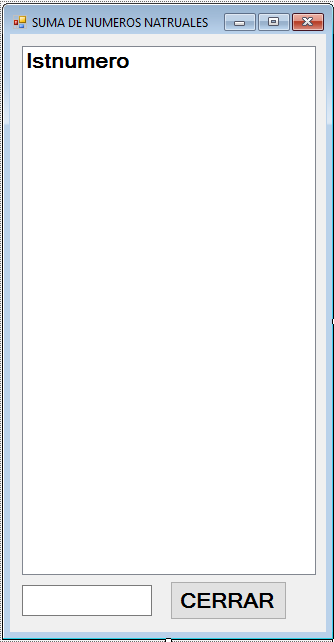 SUMA DE NUMEROS NATRUALES
lstnumero
CERRAR